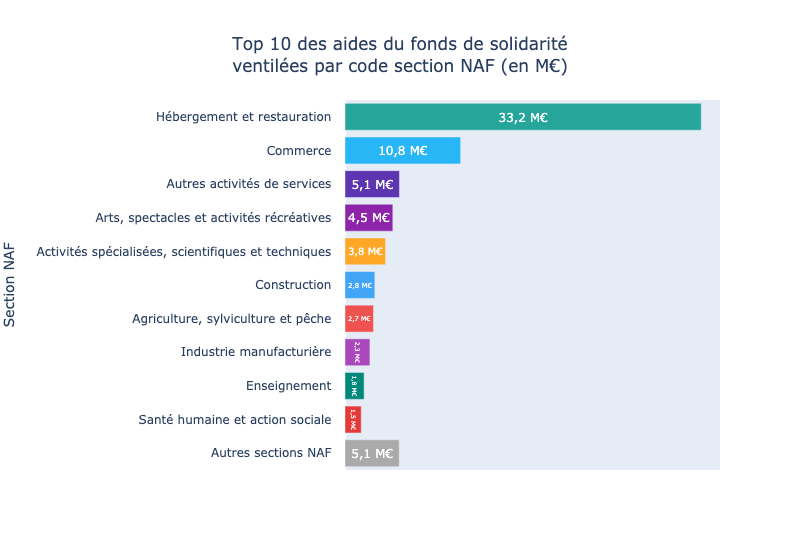 Top 10 des aides du fonds de solidarité
ventilées par code section NAF (en M€)
Section NAF
Hébergement et restauration 33,2 M€
Commerce 10,8 M€
Autres activités de services 5,1 M€
Arts, spectacles et activités récréatives 4,5 M€
Activités spécialisées, scientifiques et techniques 3,8 M€
Construction 2,8 M€
Agriculture, sylviculture et pêche 2,7 M€
Industrie manufacturière 2,3 M€
Enseignement 1,8 M€
Santé humaine et action sociale 1,5 M€
Autres sections NAF 5,1 M€